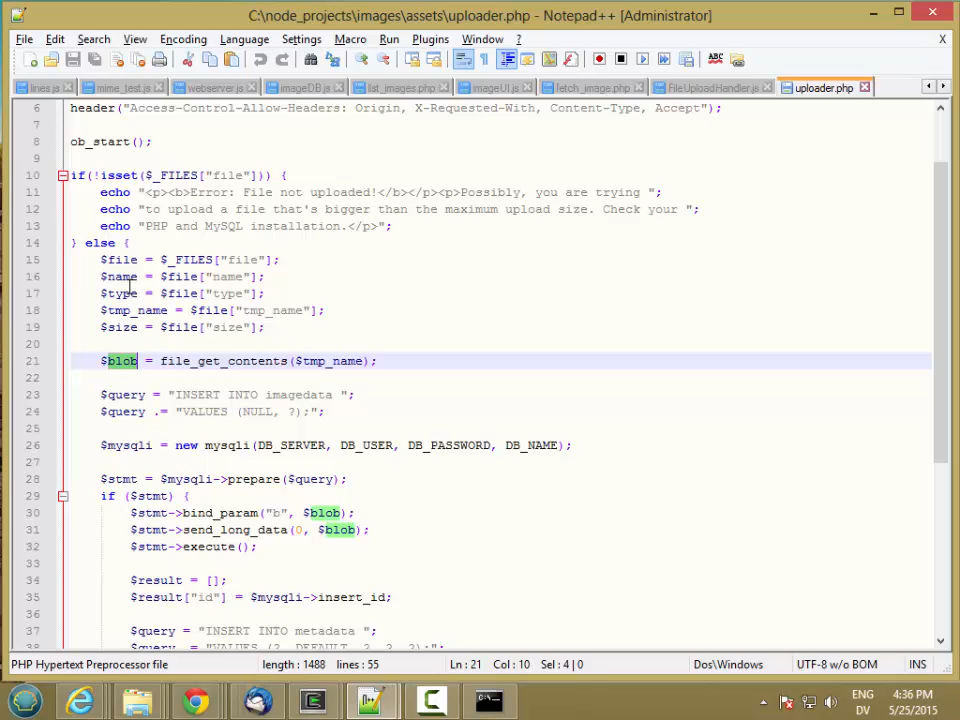 C:\node_projects\images\assets\uploader.php - Notepad++ [Administrator]
File Edit Search View Encoding Language Settings Macro Run Plugins Window ? X
lines.js mime_test.js webserver.js imageDB.js list_images.php imageUI.js fetch_image.php FileUploadHandler.js uploader.php
6 header("Access-Control-Allow-Headers: Origin, X-Requested-With, Content-Type, Accept");
7
8 ob_start();
9
10 if(!isset($_FILES["file"])) {
11 echo "<p><b>Error: File not uploaded!</b></p><p>Possibly, you are trying ";
12 echo "to upload a file that's bigger than the maximum upload size. Check your ";
13 echo "PHP and MySQL installation.</p>";
14 } else {
15 $file = $_FILES["file"];
16 $name = $file["name"];
17 $type = $file["type"];
18 $tmp_name = $file["tmp_name"];
19 $size = $file["size"];
20
21 $blob = file_get_contents($tmp_name);
22
23 $query = "INSERT INTO imagedata ";
24 $query .= "VALUES (NULL, ?);";
25
26 $mysqli = new mysqli(DB_SERVER, DB_USER, DB_PASSWORD, DB_NAME);
27
28 $stmt = $mysqli->prepare($query);
29 if ($stmt) {
30 $stmt->bind_param("b", $blob);
31 $stmt->send_long_data(0, $blob);
32 $stmt->execute();
33
34 $result = [];
35 $result["id"] = $mysqli->insert_id;
36
37 $query = "INSERT INTO metadata ";
38 $query .= "VALUES (?, DEFAULT, ?, ?, ?);";
PHP Hypertext Preprocessor file length : 1488 lines : 55 Ln : 21 Col : 10 Sel : 4 | 0 Dos\Windows UTF-8 w/o BOM INS
ENG 4:36 PM
DV 5/25/2015